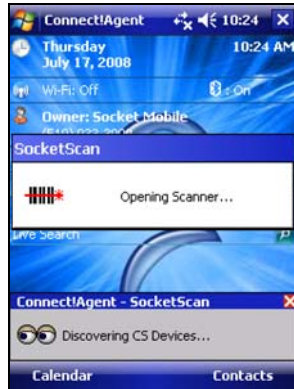 Connect!Agent 10:24
Thursday 10:24 AM
July 17, 2008
Wi-Fi: Off : On
Owner: Socket Mobile
SocketScan
Opening Scanner...
Live Search
Connect!Agent - SocketScan
Discovering CS Devices...
Calendar Contacts